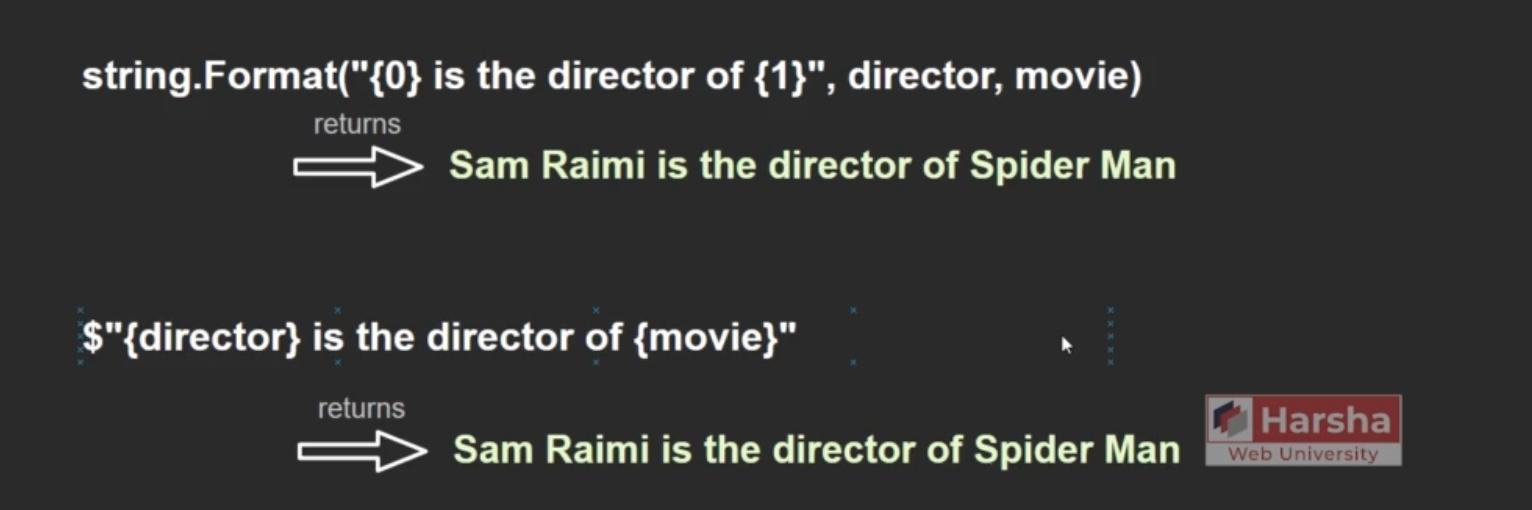 string.Format("{0} is the director of {1}", director, movie)
returns
Sam Raimi is the director of Spider Man
$"{director} is the director of {movie}"
returns
Sam Raimi is the director of Spider Man
Harsha
Web University